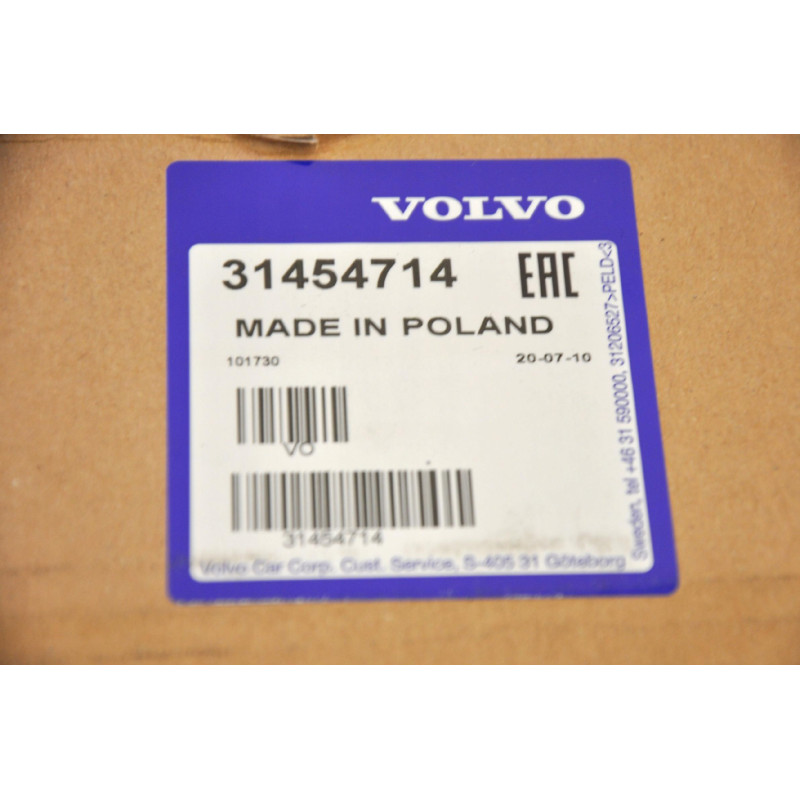 VOLVO
31454714 EAC
MADE IN POLAND
101730 20-07-10
VO
31454714
Volvo Car Corp. Cust. Service, S-405 31 Göteborg
Sweden, tel +46 31 590000, 31206527>PELD<3